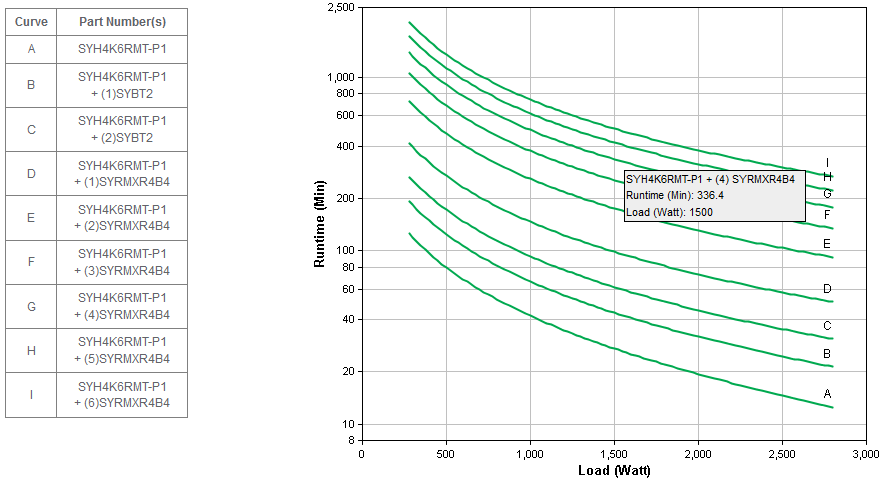 Curve Part Number(s)
A SYH4K6RMT-P1
B SYH4K6RMT-P1
+ (1)SYBT2
C SYH4K6RMT-P1
+ (2)SYBT2
D SYH4K6RMT-P1
+ (1)SYRMXR4B4
E SYH4K6RMT-P1
+ (2)SYRMXR4B4
F SYH4K6RMT-P1
+ (3)SYRMXR4B4
G SYH4K6RMT-P1
+ (4)SYRMXR4B4
H SYH4K6RMT-P1
+ (5)SYRMXR4B4
I SYH4K6RMT-P1
+ (6)SYRMXR4B4
Runtime (Min)
2,500
1,000
800
600
400
200
100
80
60
40
20
10
8
I
H
G
F
E
D
C
B
A
SYH4K6RMT-P1 + (4) SYRMXR4B4
Runtime (Min): 336.4
Load (Watt): 1500
0 500 1,000 1,500 2,000 2,500 3,000
Load (Watt)